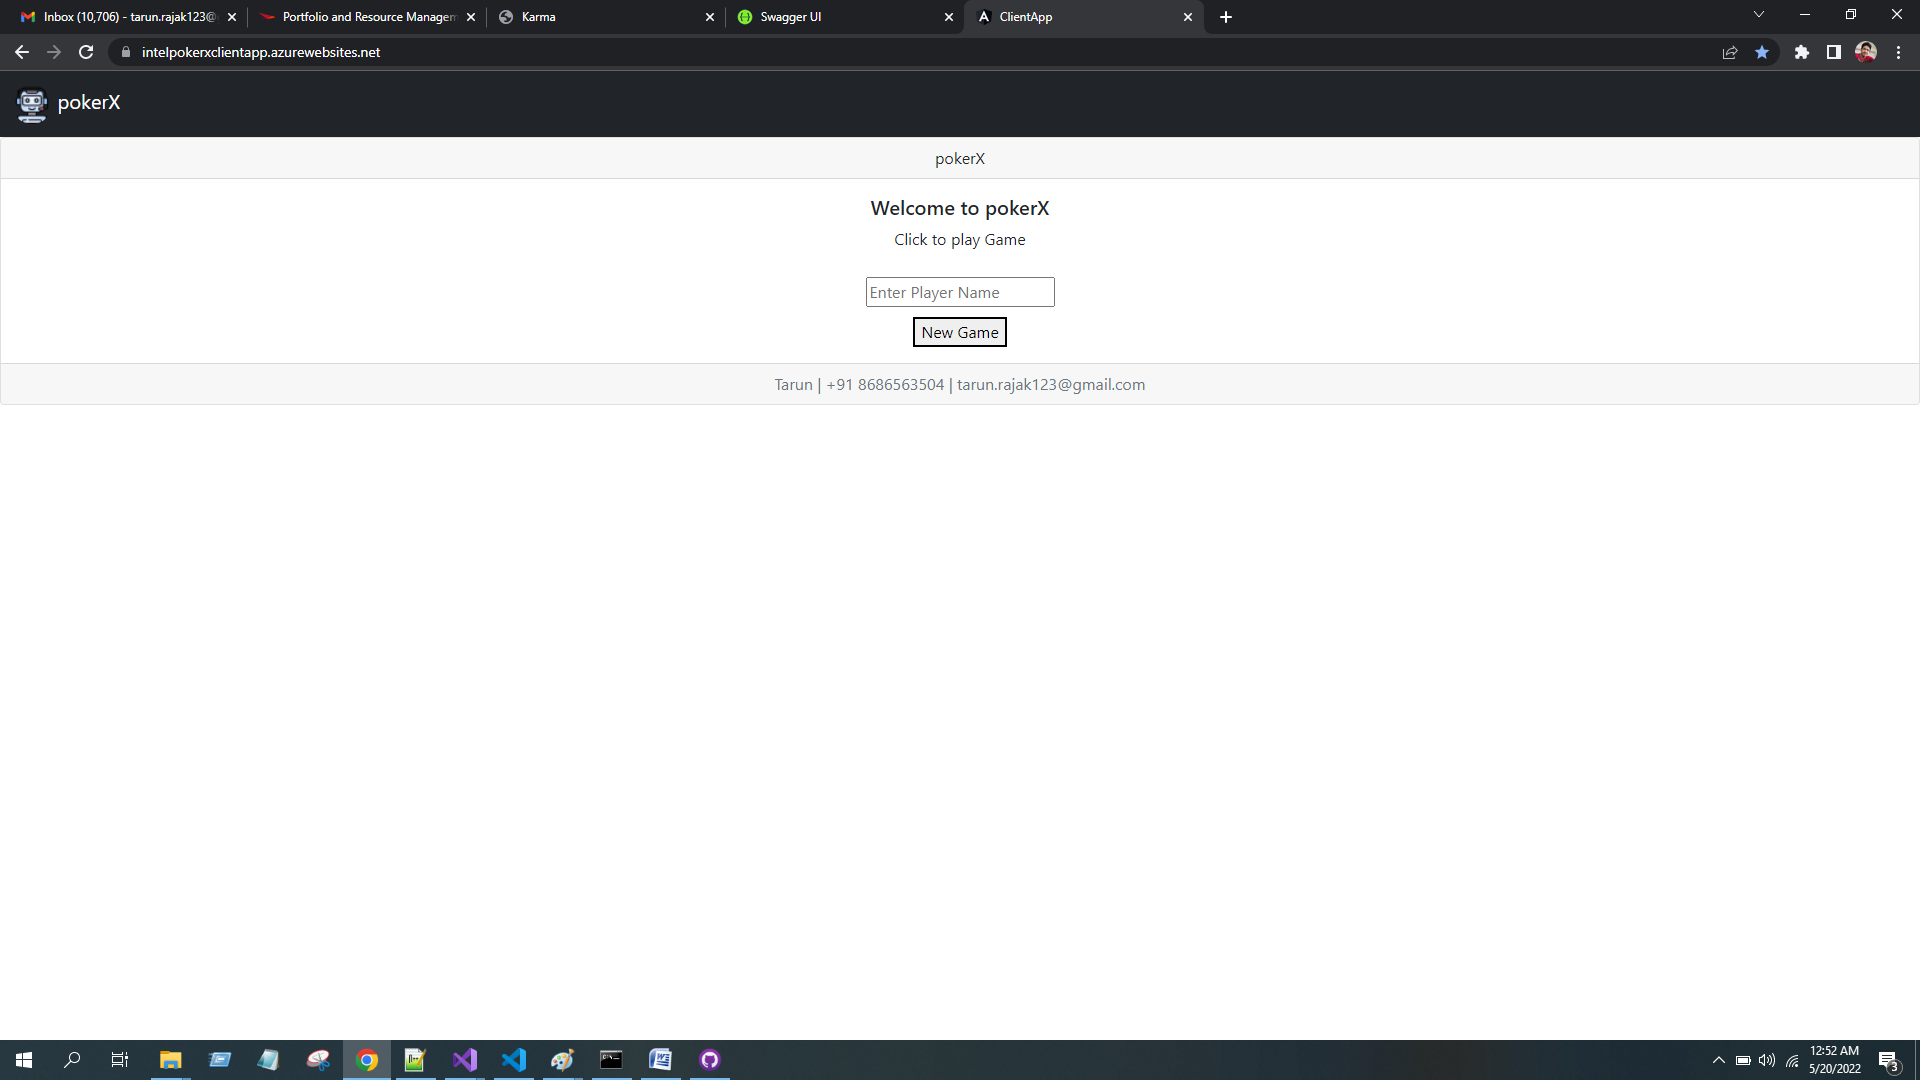 Inbox (10,706) - tarun.rajak123@
Portfolio and Resource Managem
Karma
Swagger UI
ClientApp
intelpokerxclientapp.azurewebsites.net
pokerX
pokerX
Welcome to pokerX
Click to play Game
Enter Player Name
New Game
Tarun | +91 8686563504 | tarun.rajak123@gmail.com
12:52 AM
5/20/2022
3